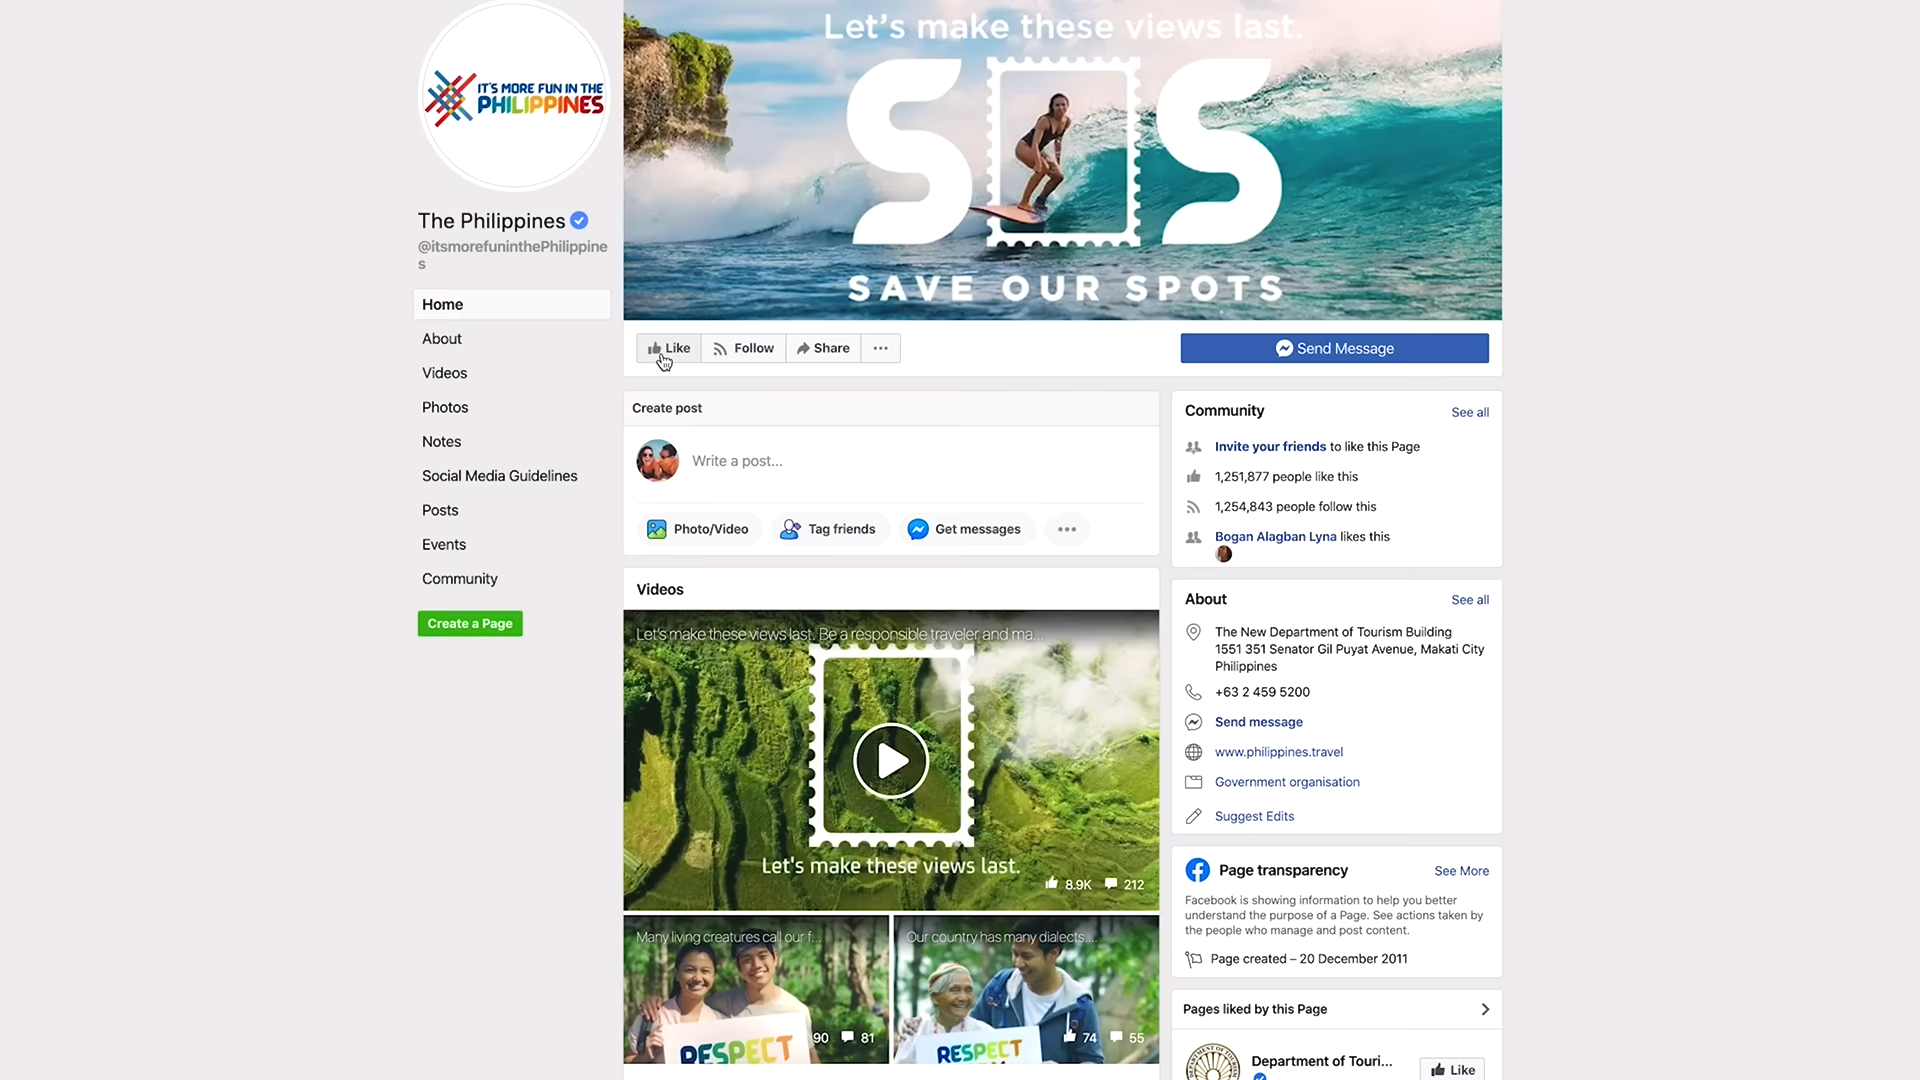 IT'S MORE FUN IN THE
PHILIPPINES
The Philippines
@itsmorefuninthePhilippine
s
Home
About
Videos
Photos
Notes
Social Media Guidelines
Posts
Events
Community
Create a Page
Let's make these views last.
S S
SAVE OUR SPOTS
Like
Follow
Share
Send Message
Create post
Write a post...
Photo/Video
Tag friends
Get messages
Videos
Let's make these views last. Be a responsible traveler and ma...
Let's make these views last.
8.9K 212
Many living creatures call our f...
RESPECT
90 81
Our country has many dialects....
RESPECT
74 55
Community
See all
Invite your friends to like this Page
1,251,877 people like this
1,254,843 people follow this
Bogan Alagban Lyna likes this
About
See all
The New Department of Tourism Building
1551 351 Senator Gil Puyat Avenue, Makati City
Philippines
+63 2 459 5200
Send message
www.philippines.travel
Government organisation
Suggest Edits
Page transparency
See More
Facebook is showing information to help you better
understand the purpose of a Page. See actions taken by
the people who manage and post content.
Page created – 20 December 2011
Pages liked by this Page
Department of Touri...
Like